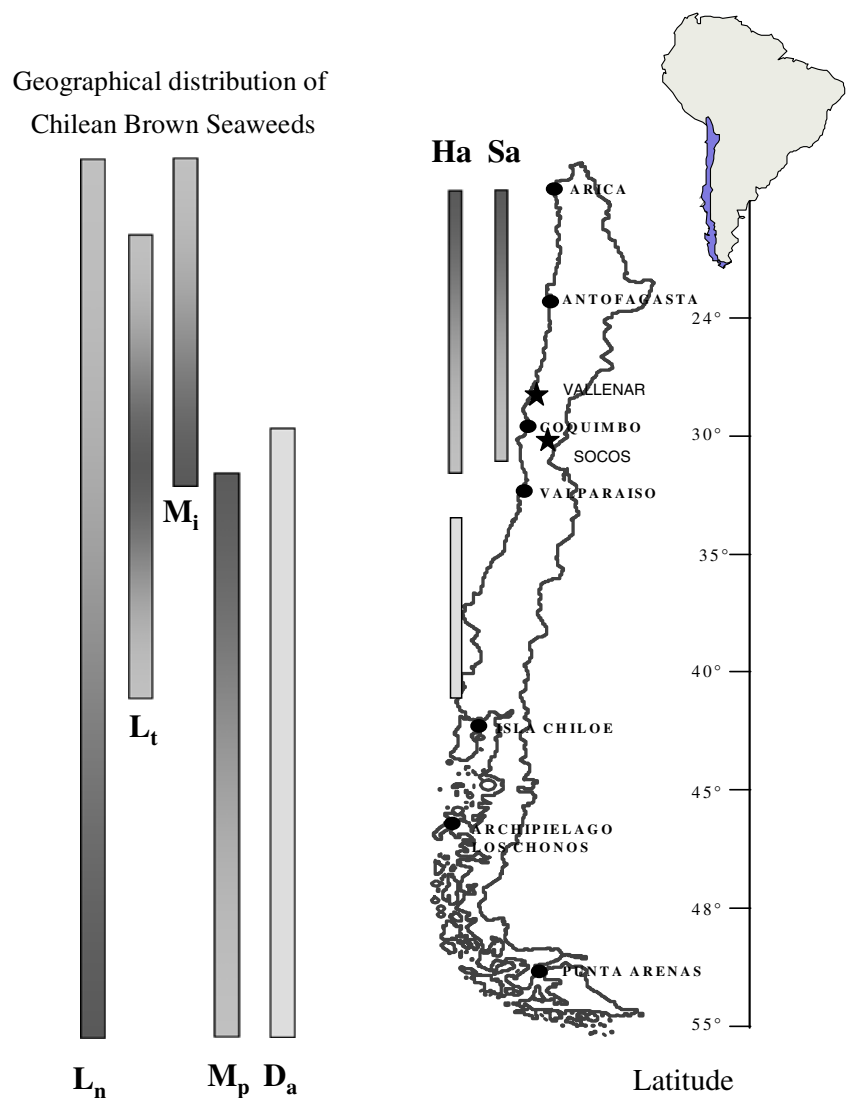 Geographical distribution of
Chilean Brown Seaweeds
Ha Sa
ARICA
ANTOFAGASTA
24°
VALLENAR
COQUIMBO
30°
SOCOS
VALPARAISO
Mi
35°
40°
Lt
ISLA CHILOE
45°
ARCHIPIELAGO
LOS CHONOS
48°
PUNTA ARENAS
55°
Ln
Mp Da
Latitude